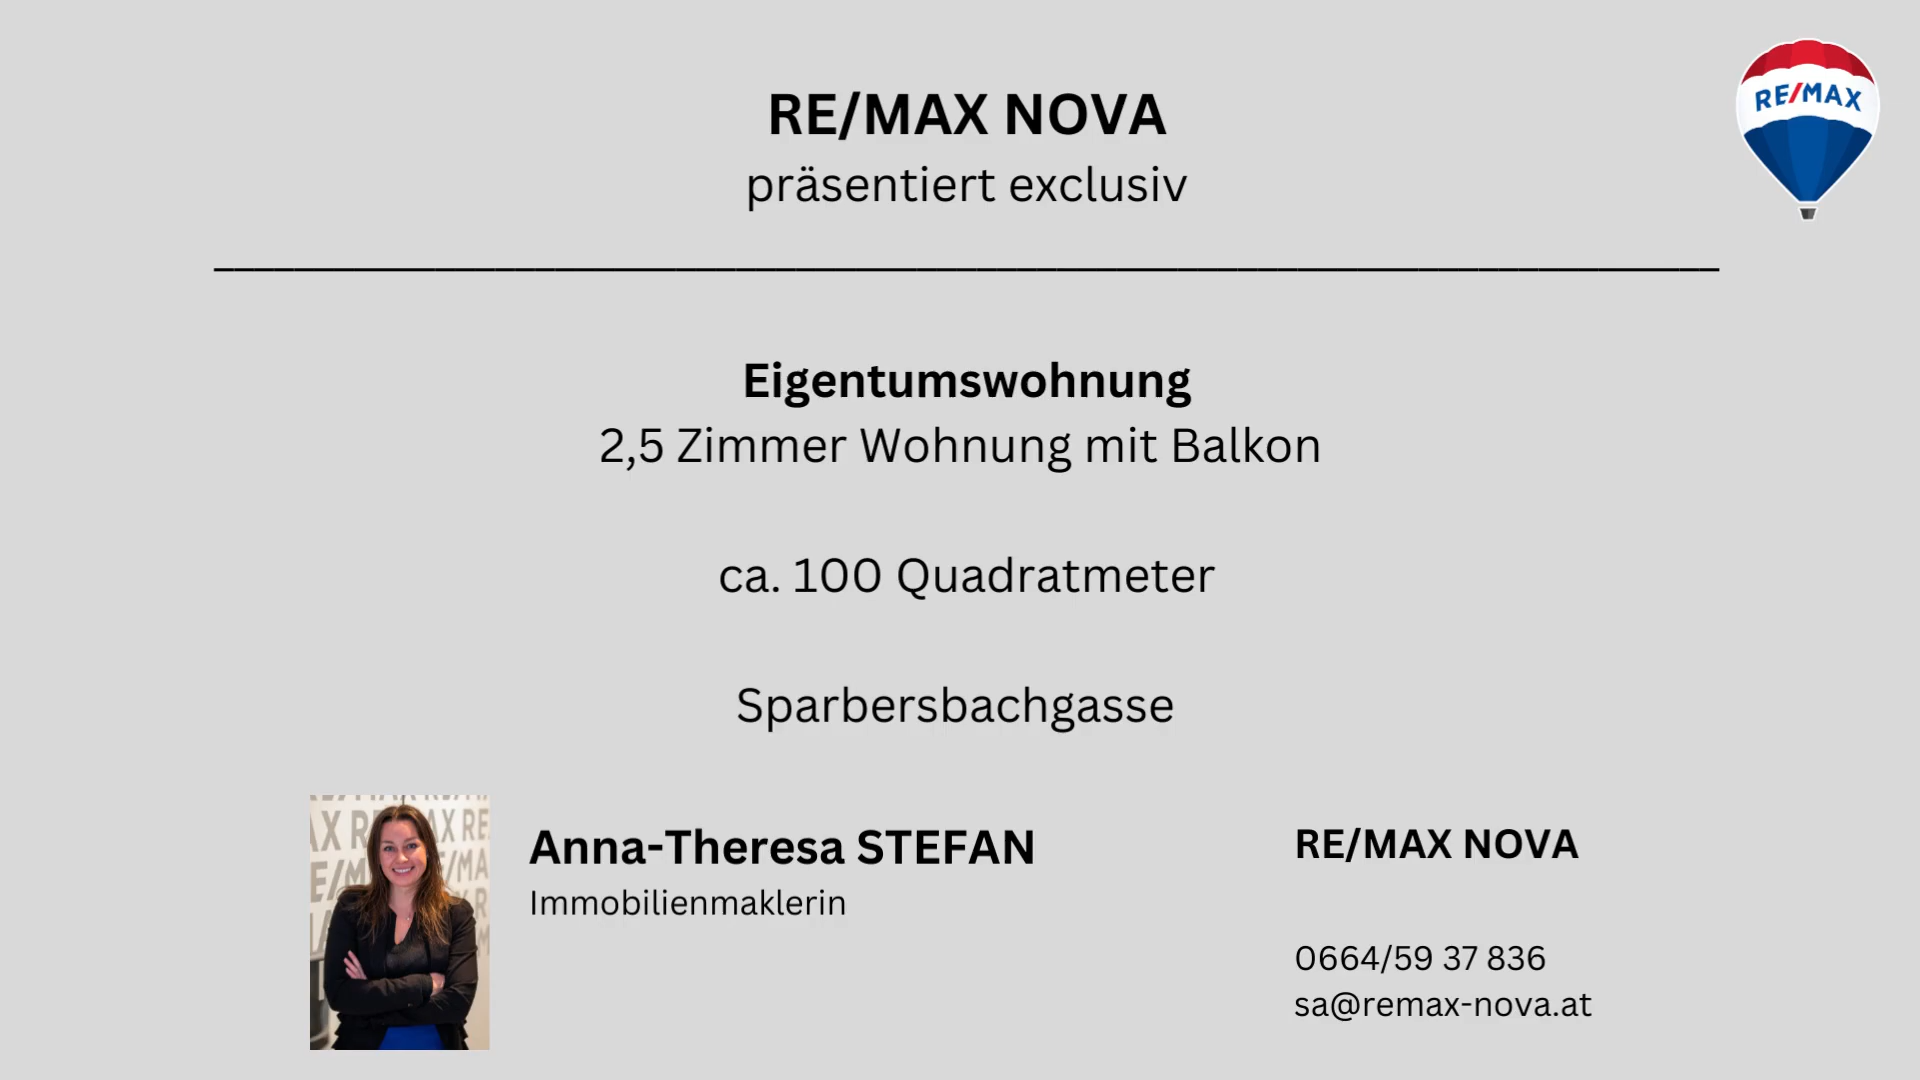 RE/MAX NOVA
präsentiert exclusiv
RE/MAX
Eigentumswohnung
2,5 Zimmer Wohnung mit Balkon
ca. 100 Quadratmeter
Sparbersbachgasse
Anna-Theresa STEFAN
Immobilienmaklerin
RE/MAX NOVA
0664/59 37 836
sa@remax-nova.at